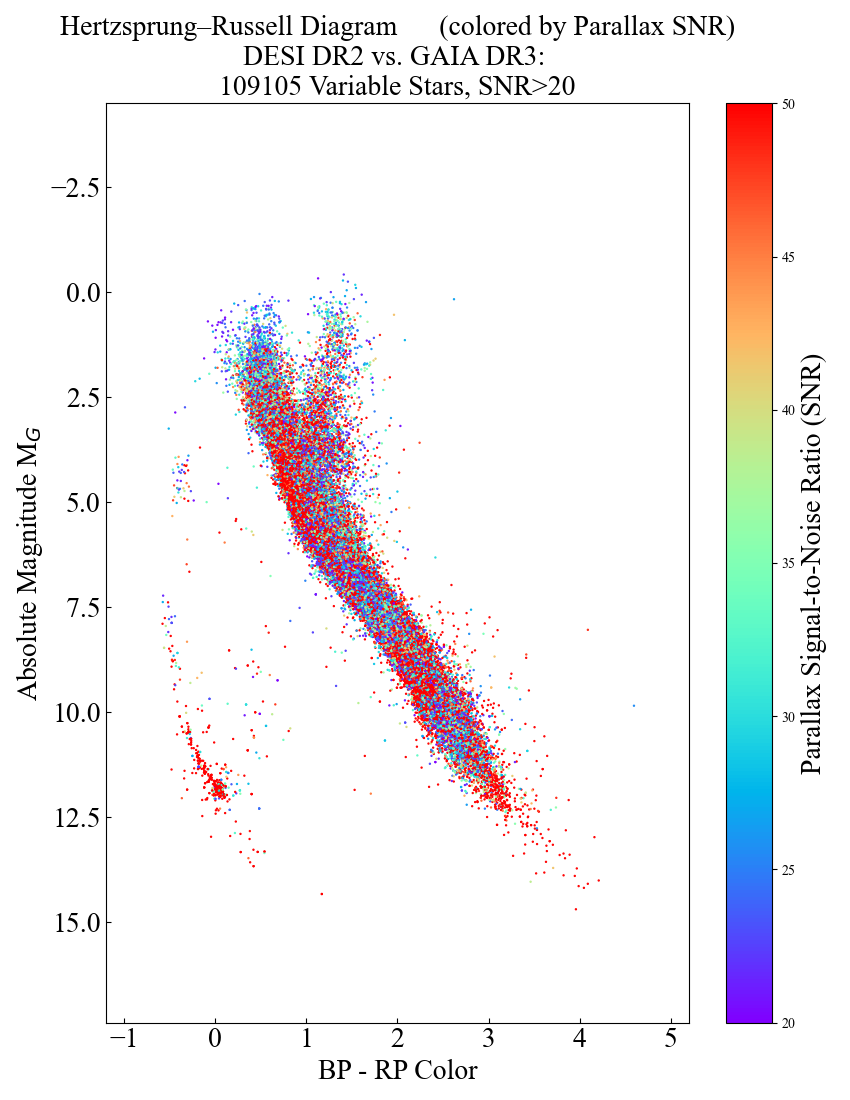 Hertzsprung–Russell Diagram (colored by Parallax SNR)
DESI DR2 vs. GAIA DR3:
109105 Variable Stars, SNR>20
−2.5
0.0
2.5
5.0
7.5
10.0
12.5
15.0
Absolute Magnitude M_G
−1 0 1 2 3 4 5
BP - RP Color
50
45
40
35
30
25
20
Parallax Signal-to-Noise Ratio (SNR)